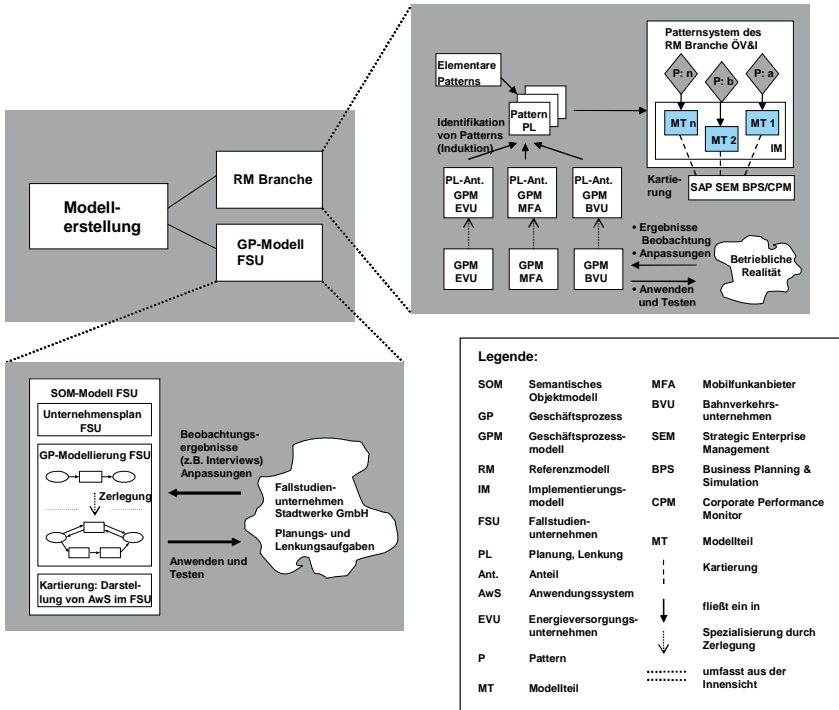 Modell-
erstellung
RM Branche
GP-Modell
FSU
Elementare
Patterns
Identifikation
von Patterns
(Induktion)
Pattern
PL
Patternsystem des
RM Branche ÖV&I
P: n
P: b
P: a
MT n
MT 2
MT 1
IM
Kartie-
rung
SAP SEM BPS/CPM
PL-Ant.
GPM
EVU
PL-Ant.
GPM
MFA
PL-Ant.
GPM
BVU
GPM
EVU
GPM
MFA
GPM
BVU
• Ergebnisse
Beobachtung
• Anpassungen
• Anwenden
und Testen
Betriebliche
Realität
SOM-Modell FSU
Unternehmensplan
FSU
GP-Modellierung FSU
Zerlegung
Kartierung: Darstel-
lung von AwS im FSU
Beobachtungs-
ergebnisse
(z.B. Interviews)
Anpassungen
Anwenden und
Testen
Fallstudien-
unternehmen
Stadtwerke GmbH
Planungs- und
Lenkungsaufgaben
Legende:
SOM Semantisches
Objektmodell
GP Geschäftsprozess
GPM Geschäftsprozess-
modell
RM Referenzmodell
IM Implementierungs-
modell
FSU Fallstudien-
unternehmen
PL Planung, Lenkung
Ant. Anteil
AwS Anwendungssystem
EVU Energieversorgungs-
unternehmen
P Pattern
MT Modellteil
MFA Mobilfunkanbieter
BVU Bahnverkehrs-
unternehmen
SEM Strategic Enterprise
Management
BPS Business Planning &
Simulation
CPM Corporate Performance
Monitor
MT Modellteil
Kartierung
fließt ein in
Spezialisierung durch
Zerlegung
umfasst aus der
Innensicht